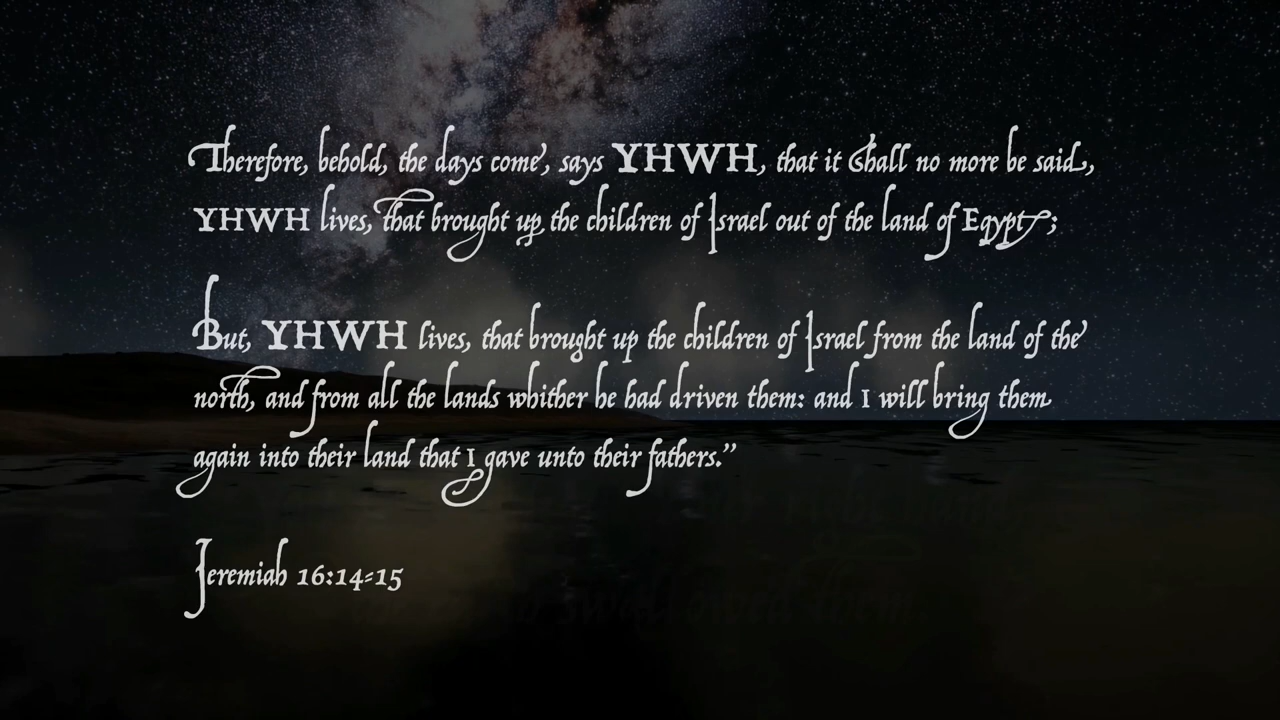 Therefore, behold, the days come, says YHWH, that it shall no more be said,
YHWH lives, that brought up the children of Israel out of the land of Egypt;
But, YHWH lives, that brought up the children of Israel from the land of the
north, and from all the lands whither he had driven them: and I will bring them
again into their land that I gave unto their fathers.”
Jeremiah 16:14-15